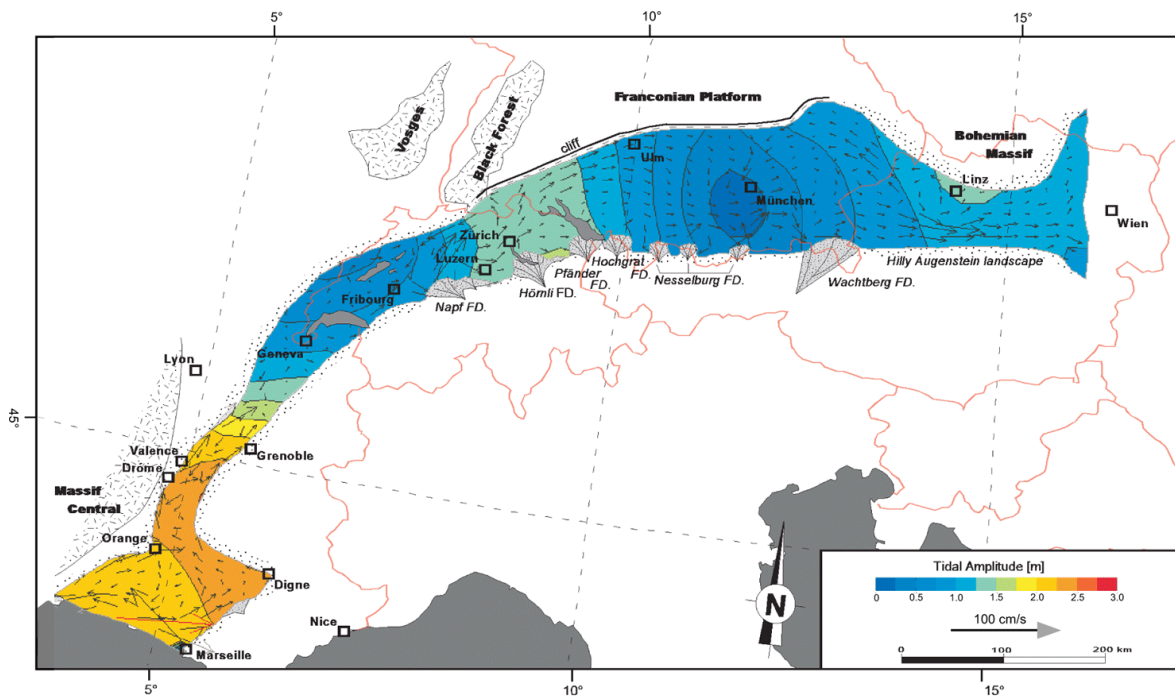 5°
10°
15°
Franconian Platform
Vosges
Black Forest
cliff
Ulm
Bohemian
Massif
Linz
München
Wien
Zürich
Luzern
Hochgrat
FD.
Pfänder
FD.
Nesselburg FD.
Hilly Augenstein landscape
Wachtberg FD.
Hörnli FD.
Napf FD.
Fribourg
Geneva
Lyon
45°
Valence
Drôme
Grenoble
Massif
Central
Orange
Digne
Nice
Marseille
N
Tidal Amplitude [m]
0 0.5 1.0 1.5 2.0 2.5 3.0
100 cm/s
0 100 200 km
5°
10°
15°